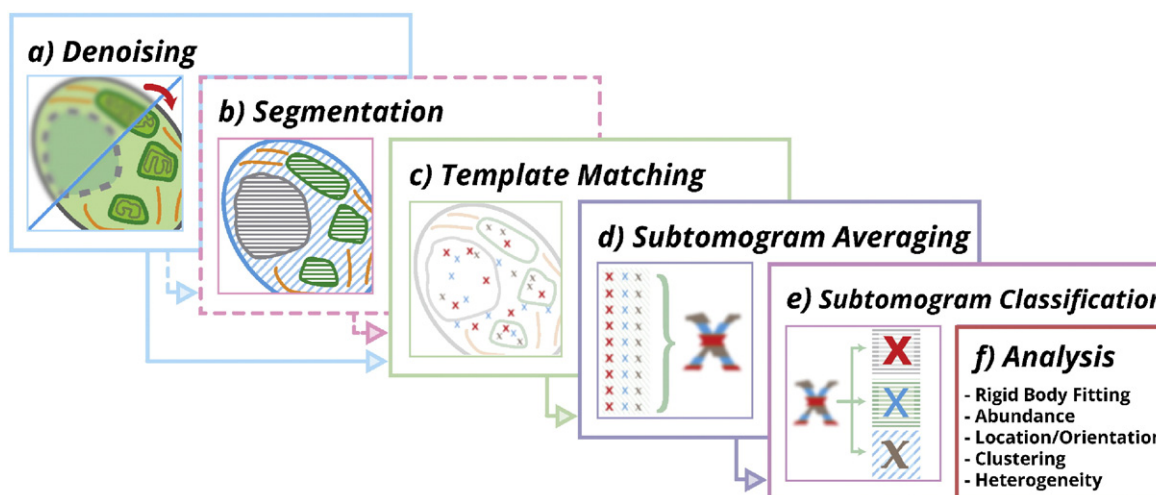 a) Denoising
b) Segmentation
c) Template Matching
d) Subtomogram Averaging
e) Subtomogram Classification
f) Analysis
- Rigid Body Fitting
- Abundance
- Location/Orientation
- Clustering
- Heterogeneity